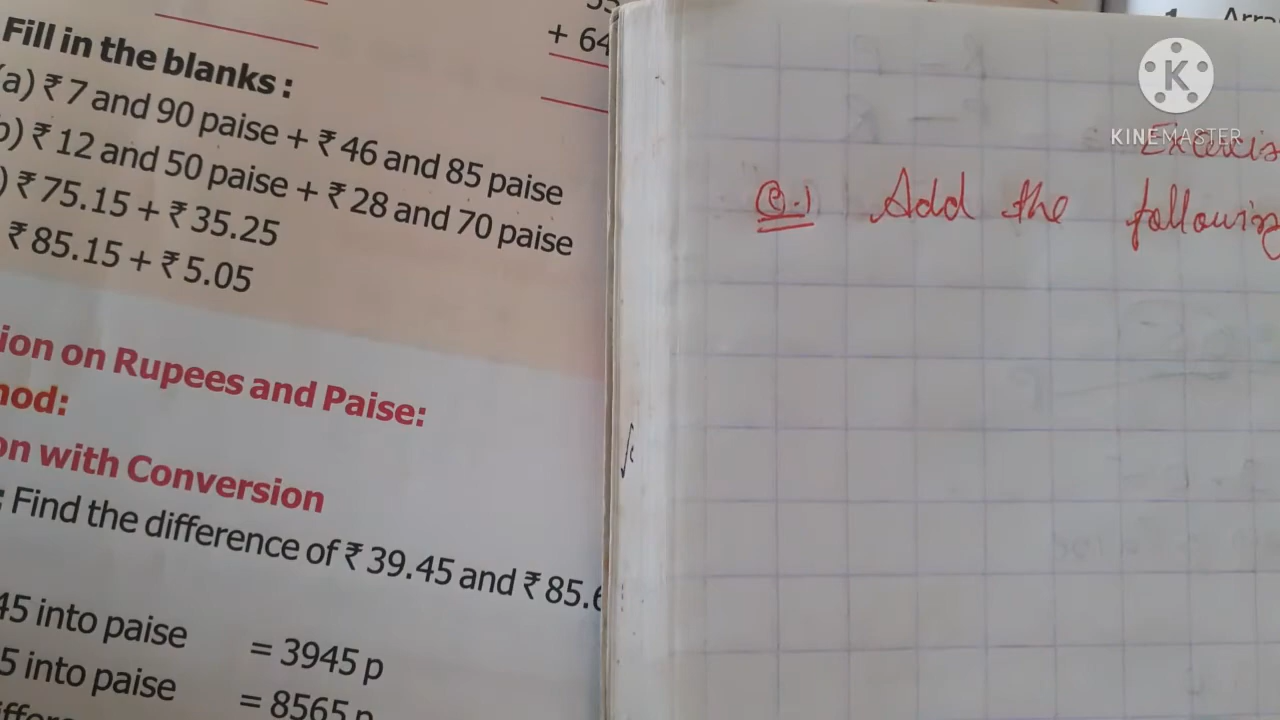 + 64
Fill in the blanks :
a) ₹ 7 and 90 paise + ₹ 46 and 85 paise
) ₹ 12 and 50 paise + ₹ 28 and 70 paise
) ₹ 75.15 + ₹ 35.25
₹ 85.15 + ₹ 5.05
ion on Rupees and Paise:
hod:
on with Conversion
: Find the difference of ₹ 39.45 and ₹ 85.6
45 into paise = 3945 p
5 into paise = 8565 p
KINEMASTER
Exercis
Q.1 Add the following